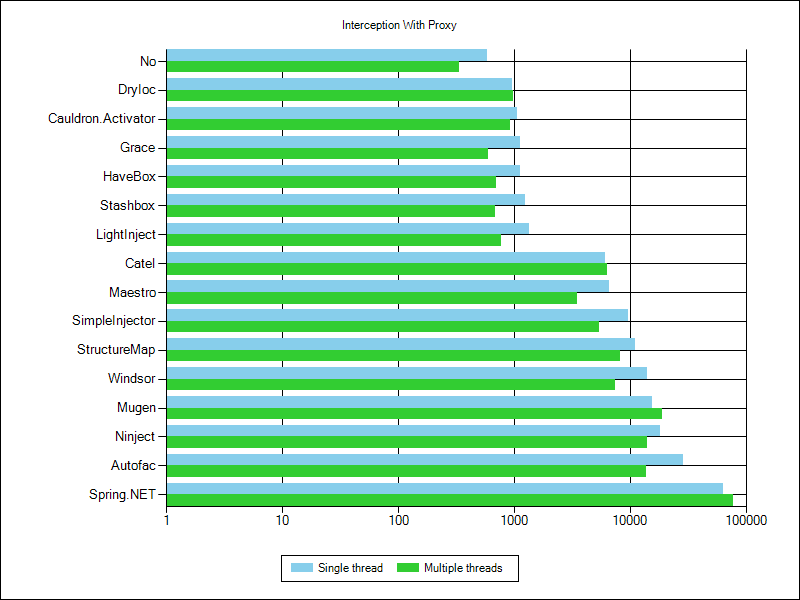 Interception With Proxy
No
DryIoc
Cauldron.Activator
Grace
HaveBox
Stashbox
LightInject
Catel
Maestro
SimpleInjector
StructureMap
Windsor
Mugen
Ninject
Autofac
Spring.NET
1 10 100 1000 10000 100000
Single thread Multiple threads